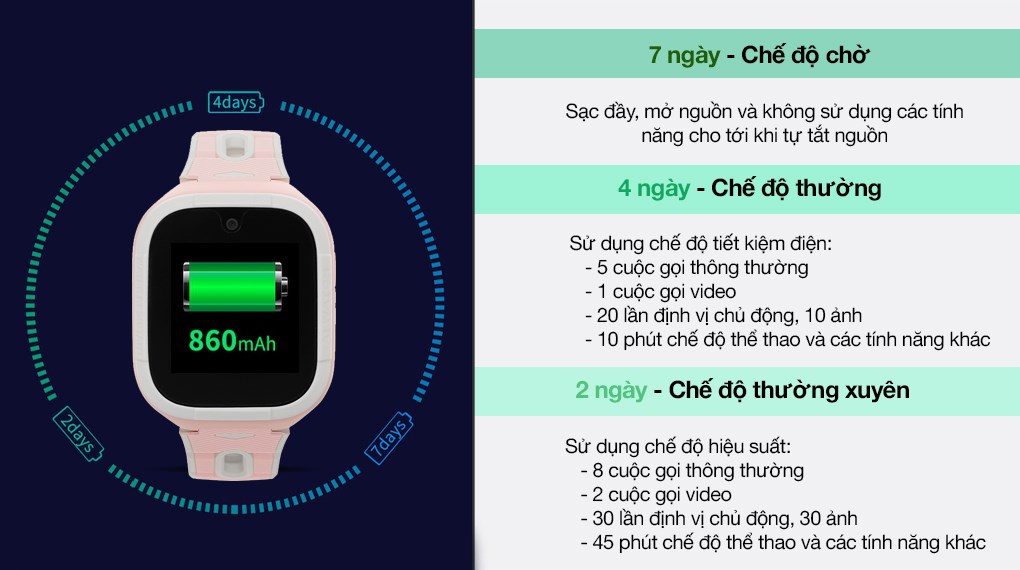 4days
2days
7days
860mAh
7 ngày - Chế độ chờ
Sạc đầy, mở nguồn và không sử dụng các tính
năng cho tới khi tự tắt nguồn
4 ngày - Chế độ thường
Sử dụng chế độ tiết kiệm điện:
- 5 cuộc gọi thông thường
- 1 cuộc gọi video
- 20 lần định vị chủ động, 10 ảnh
- 10 phút chế độ thể thao và các tính năng khác
2 ngày - Chế độ thường xuyên
Sử dụng chế độ hiệu suất:
- 8 cuộc gọi thông thường
- 2 cuộc gọi video
- 30 lần định vị chủ động, 30 ảnh
- 45 phút chế độ thể thao và các tính năng khác